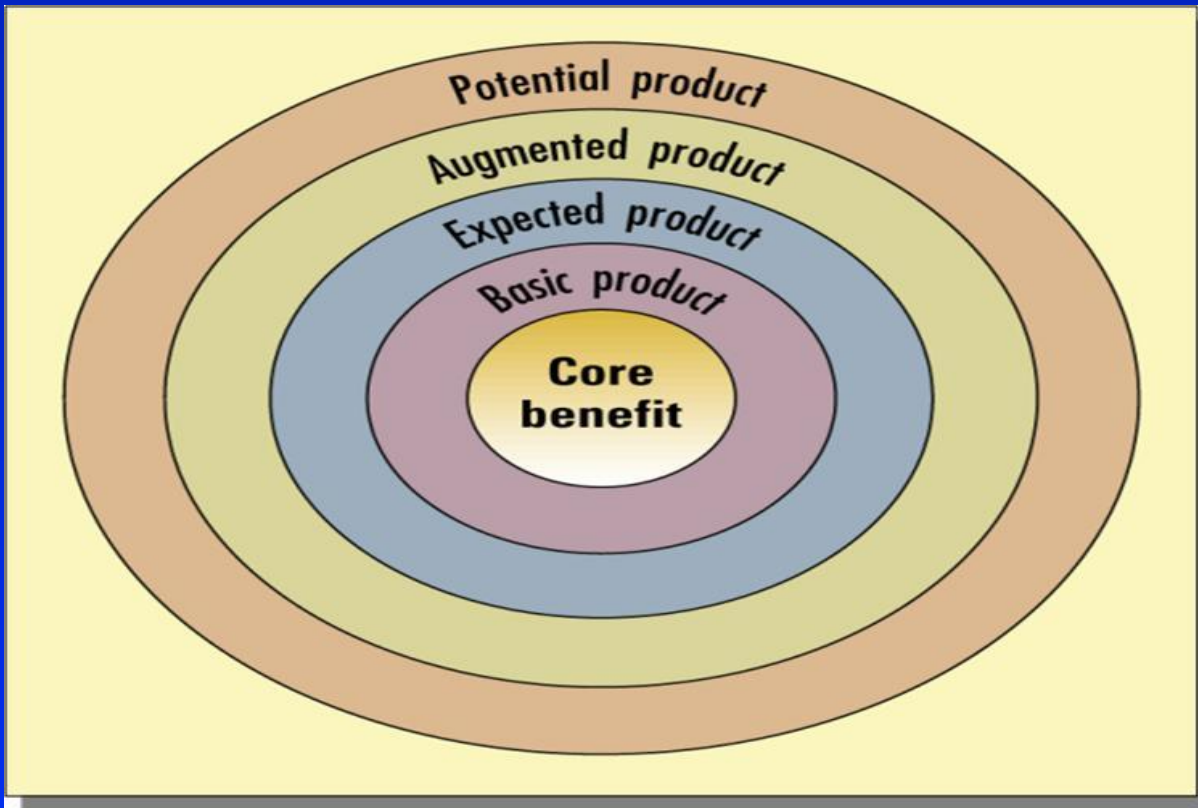 Potential product
Augmented product
Expected product
Basic product
Core
benefit